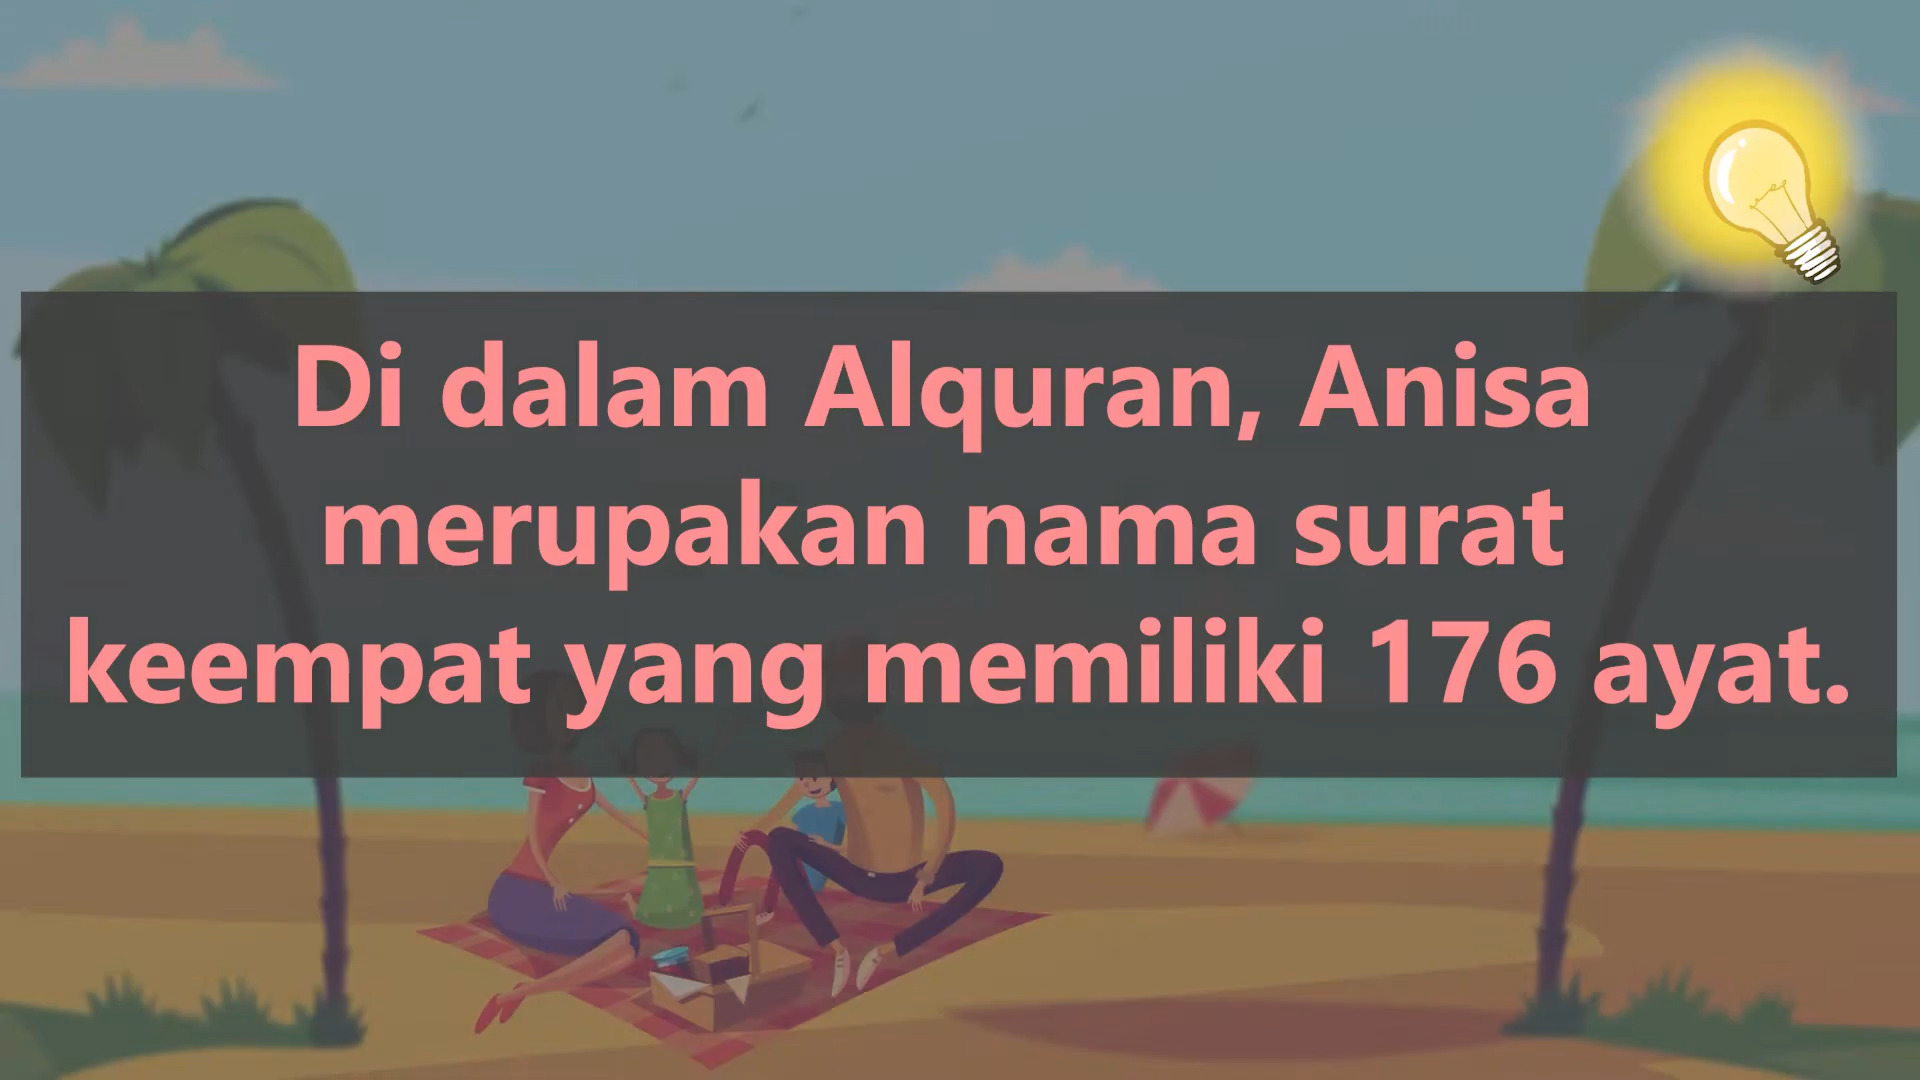 Di dalam Alquran, Anisa
merupakan nama surat
keempat yang memiliki 176 ayat.